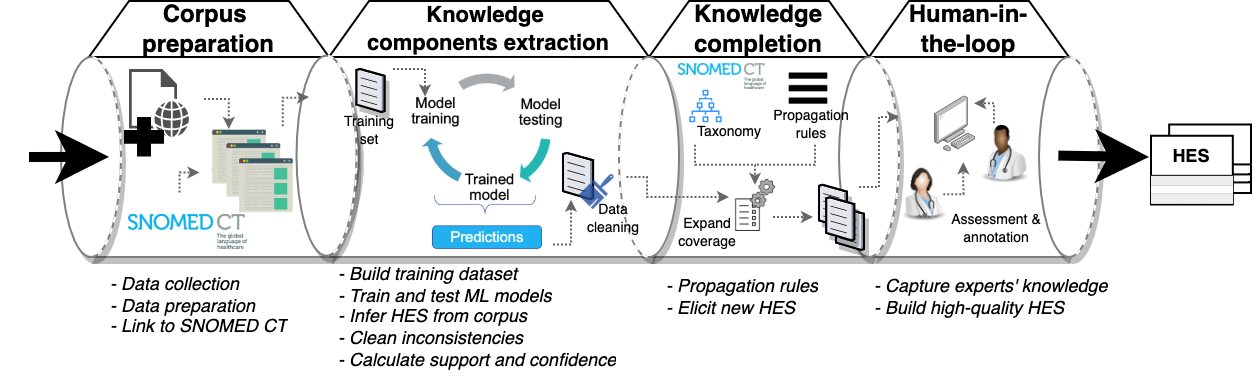 Corpus
preparation
Knowledge
components extraction
Knowledge
completion
Human-in-
the-loop
SNOMED CT
The global
language of
healthcare
Training
set
Model
training
Model
testing
Trained
model
Predictions
Data
cleaning
SNOMED CT
The global
language of
healthcare
Taxonomy
Propagation
rules
Expand
coverage
Assessment &
annotation
HES
- Data collection
- Data preparation
- Link to SNOMED CT
- Build training dataset
- Train and test ML models
- Infer HES from corpus
- Clean inconsistencies
- Calculate support and confidence
- Propagation rules
- Elicit new HES
- Capture experts' knowledge
- Build high-quality HES